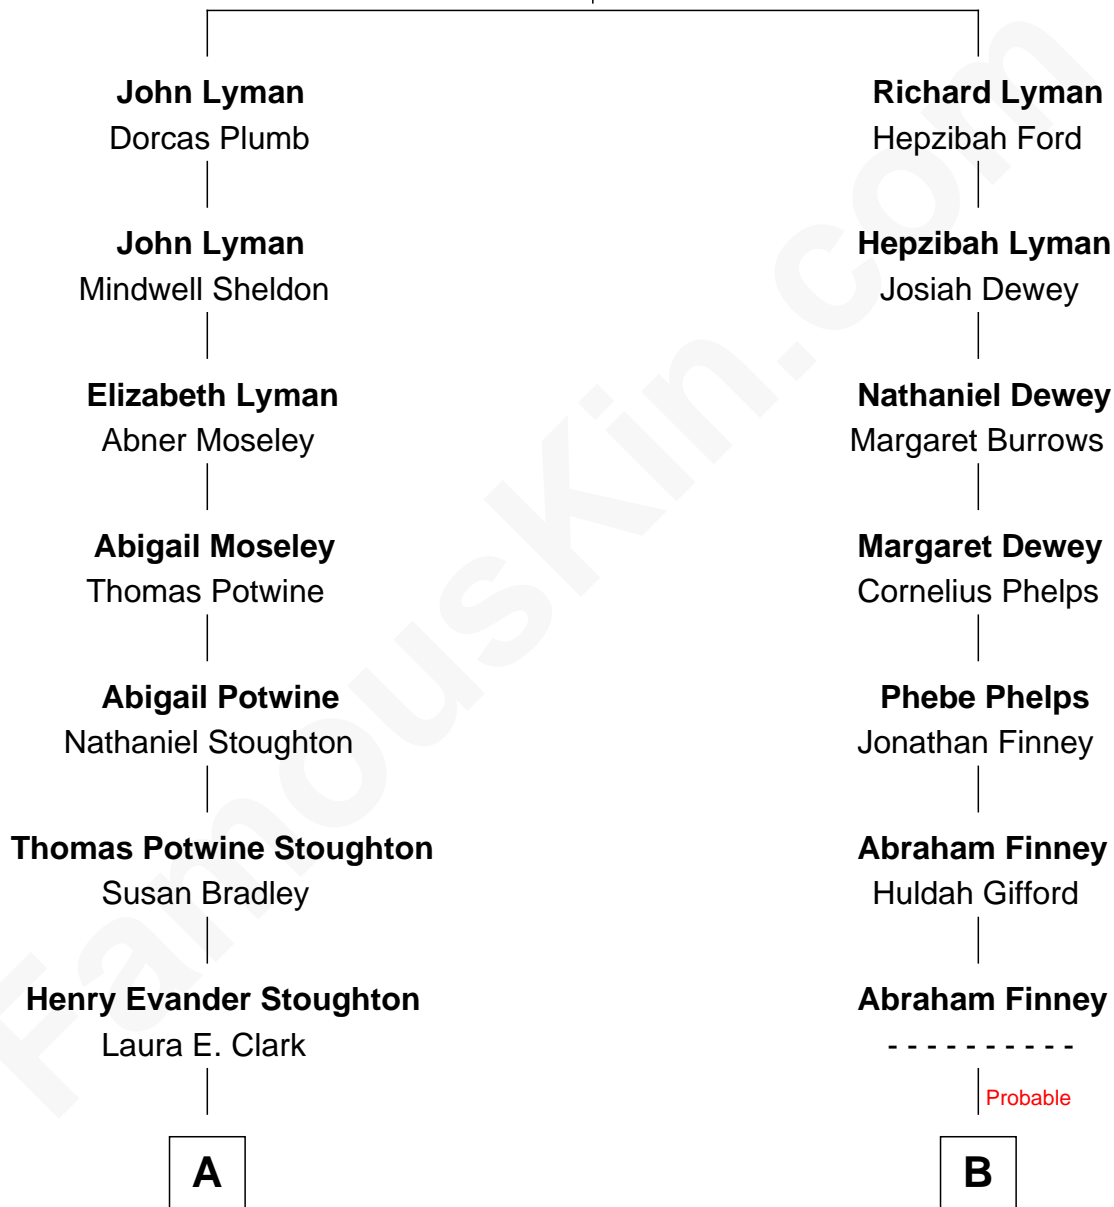 John Lyman
Dorcas Plumb
John Lyman
Mindwell Sheldon
Elizabeth Lyman
Abner Moseley
Abigail Moseley
Thomas Potwine
Abigail Potwine
Nathaniel Stoughton
Thomas Potwine Stoughton
Susan Bradley
Henry Evander Stoughton
Laura E. Clark
A
Richard Lyman
Hepzibah Ford
Hepzibah Lyman
Josiah Dewey
Nathaniel Dewey
Margaret Burrows
Margaret Dewey
Cornelius Phelps
Phebe Phelps
Jonathan Finney
Abraham Finney
Huldah Gifford
Abraham Finney
- - - - - - - - - -
Probable
B
FamousKin.com